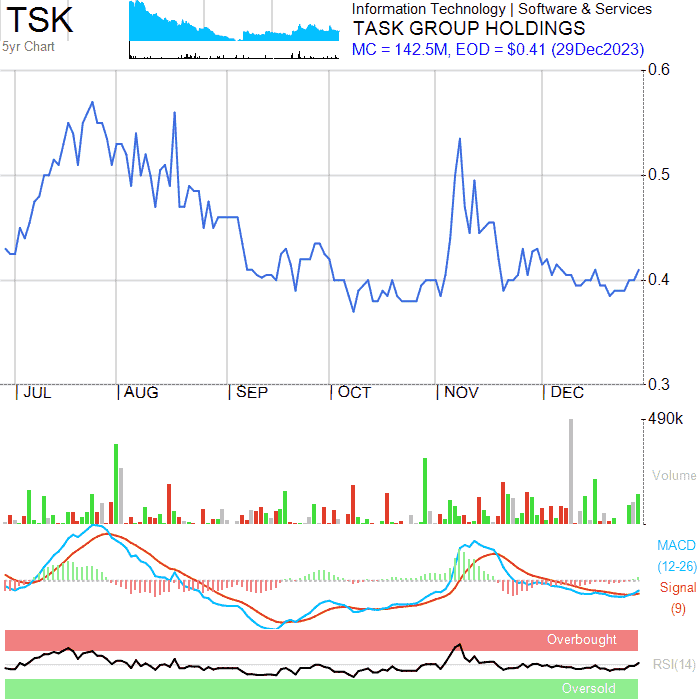 TSK
5yr Chart
Information Technology | Software & Services
TASK GROUP HOLDINGS
MC = 142.5M, EOD = $0.41 (29Dec2023)
0.6
0.5
0.4
0.3
| JUL | AUG | SEP | OCT | NOV | DEC
490k
Volume
MACD
(12-26)
Signal
(9)
Overbought
RSI(14)
Oversold